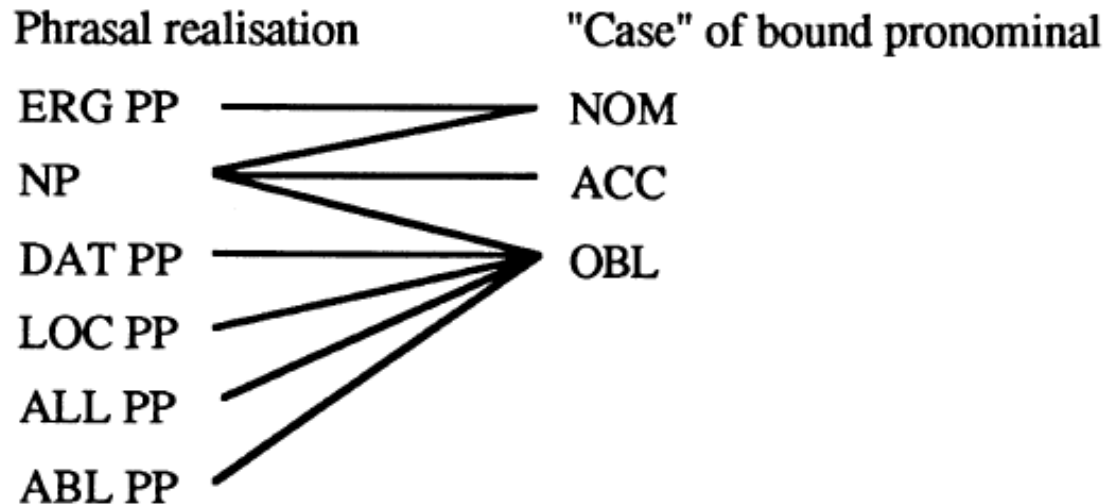 Phrasal realisation "Case" of bound pronominal
ERG PP NOM
NP ACC
DAT PP OBL
LOC PP
ALL PP
ABL PP